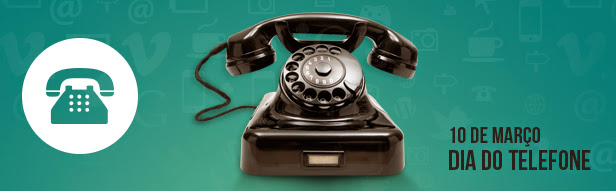 10 DE MARÇO
DIA DO TELEFONE